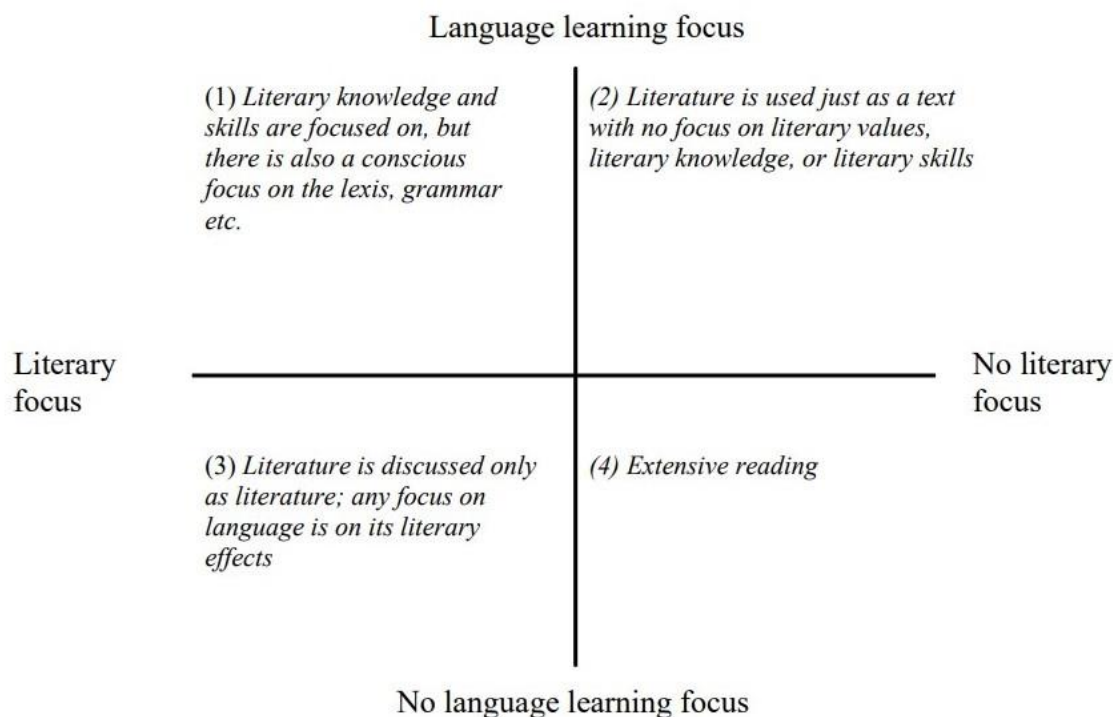 Language learning focus
(1) Literary knowledge and
skills are focused on, but
there is also a conscious
focus on the lexis, grammar
etc.
(2) Literature is used just as a text
with no focus on literary values,
literary knowledge, or literary skills
Literary
focus
No literary
focus
(3) Literature is discussed only
as literature; any focus on
language is on its literary
effects
(4) Extensive reading
No language learning focus